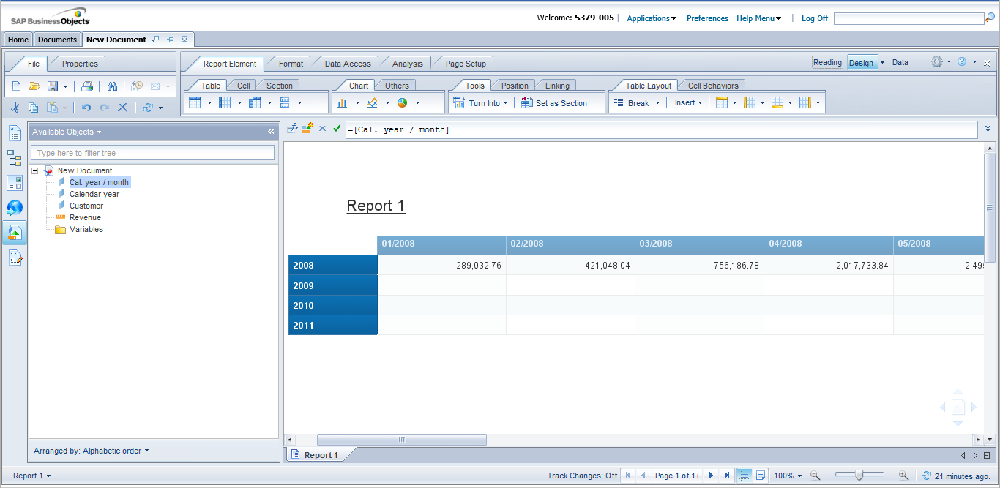 SAP BusinessObjects
Welcome: S379-005 | Applications Preferences Help Menu | Log Off
Home Documents New Document
File Properties Report Element Format Data Access Analysis Page Setup Reading Design Data
Table Cell Section Chart Others Tools Position Linking Table Layout Cell Behaviors
Turn Into Set as Section Break Insert
Available Objects
=[Cal. year / month]
Type here to filter tree
New Document
Cal. year / month
Calendar year
Customer
Revenue
Variables
Report 1
01/2008 02/2008 03/2008 04/2008 05/2008
2008 289,032.76 421,048.04 756,186.78 2,017,733.84
2009
2010
2011
Arranged by: Alphabetic order
Report 1
Report 1 Track Changes: Off Page 1 of 1+ 100% 21 minutes ago.